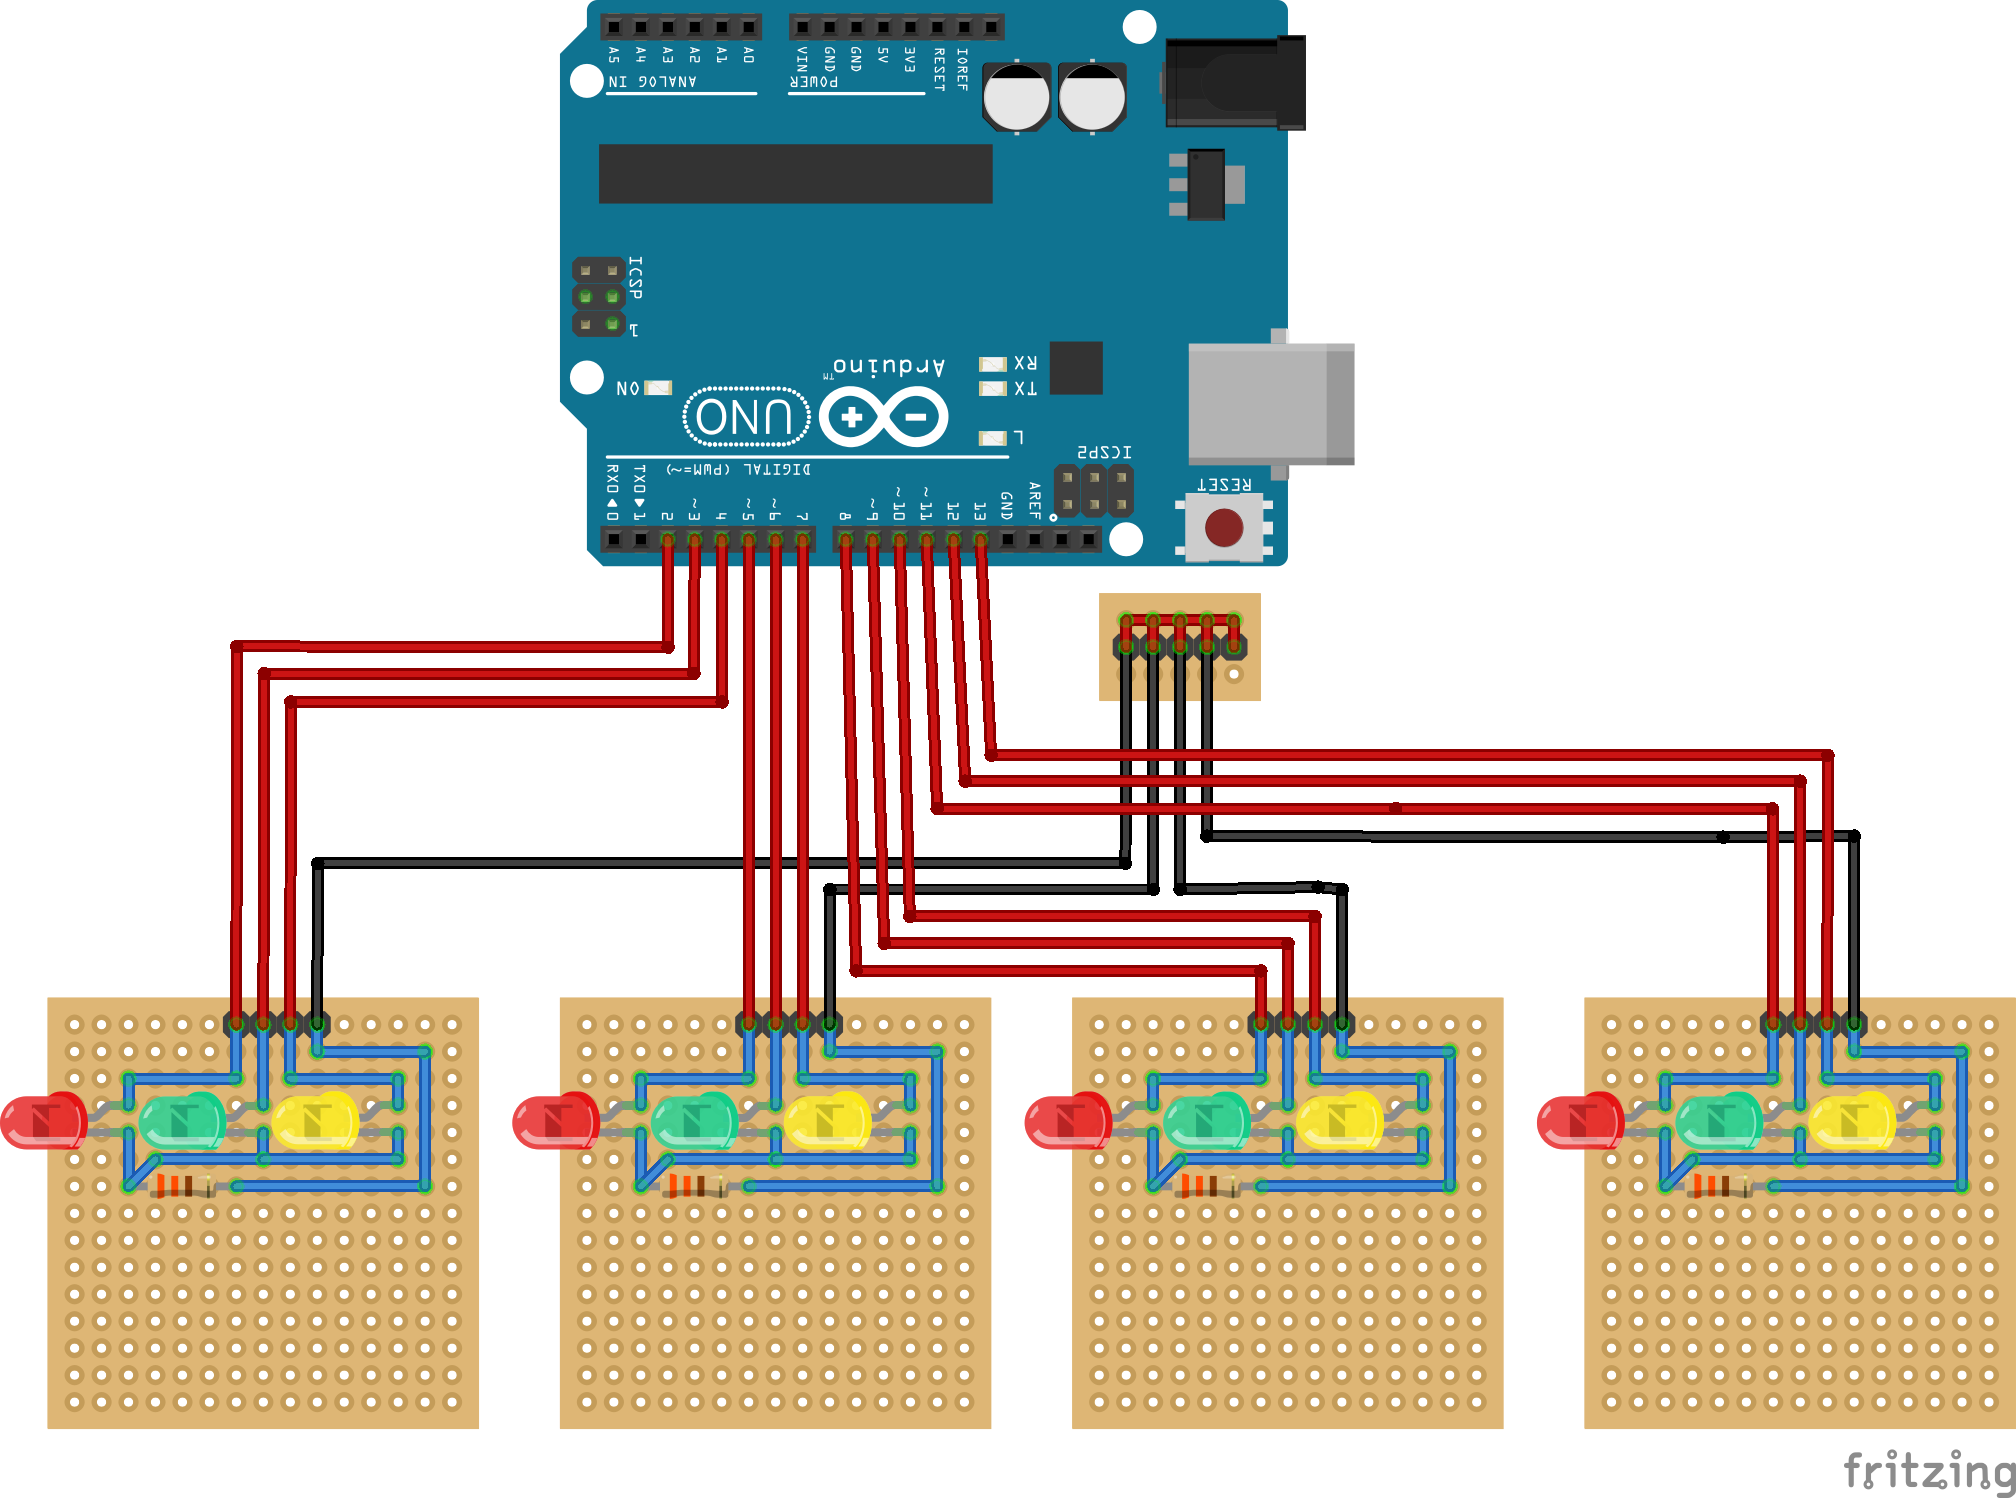 A5 A4 A3 A2 A1 A0 VIN GND GND 5V 3V3 RESET IOREF
ANALOG IN POWER
ICSP
1
Arduino
TM
RX
TX
ON
UNO
L
ICSP2
DIGITAL (PWM=~)
RESET
RX0◄0 TX0►1 2 ~3 4 ~5 ~6 7 8 ~9 ~10 ~11 12 13 GND AREF
fritzing